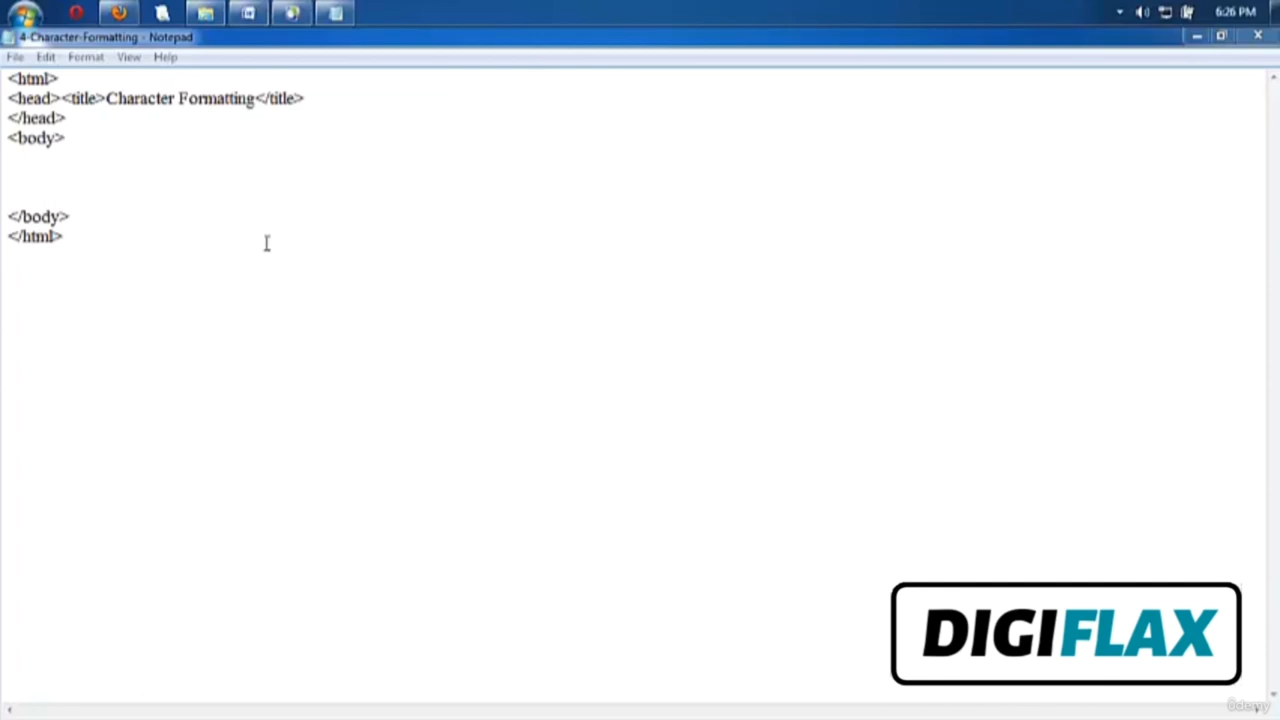 6:26 PM
4-Character-Formatting - Notepad
File Edit Format View Help
<html>
<head><title>Character Formatting</title>
</head>
<body>
</body>
</html>
DIGIFLAX
ûdemy